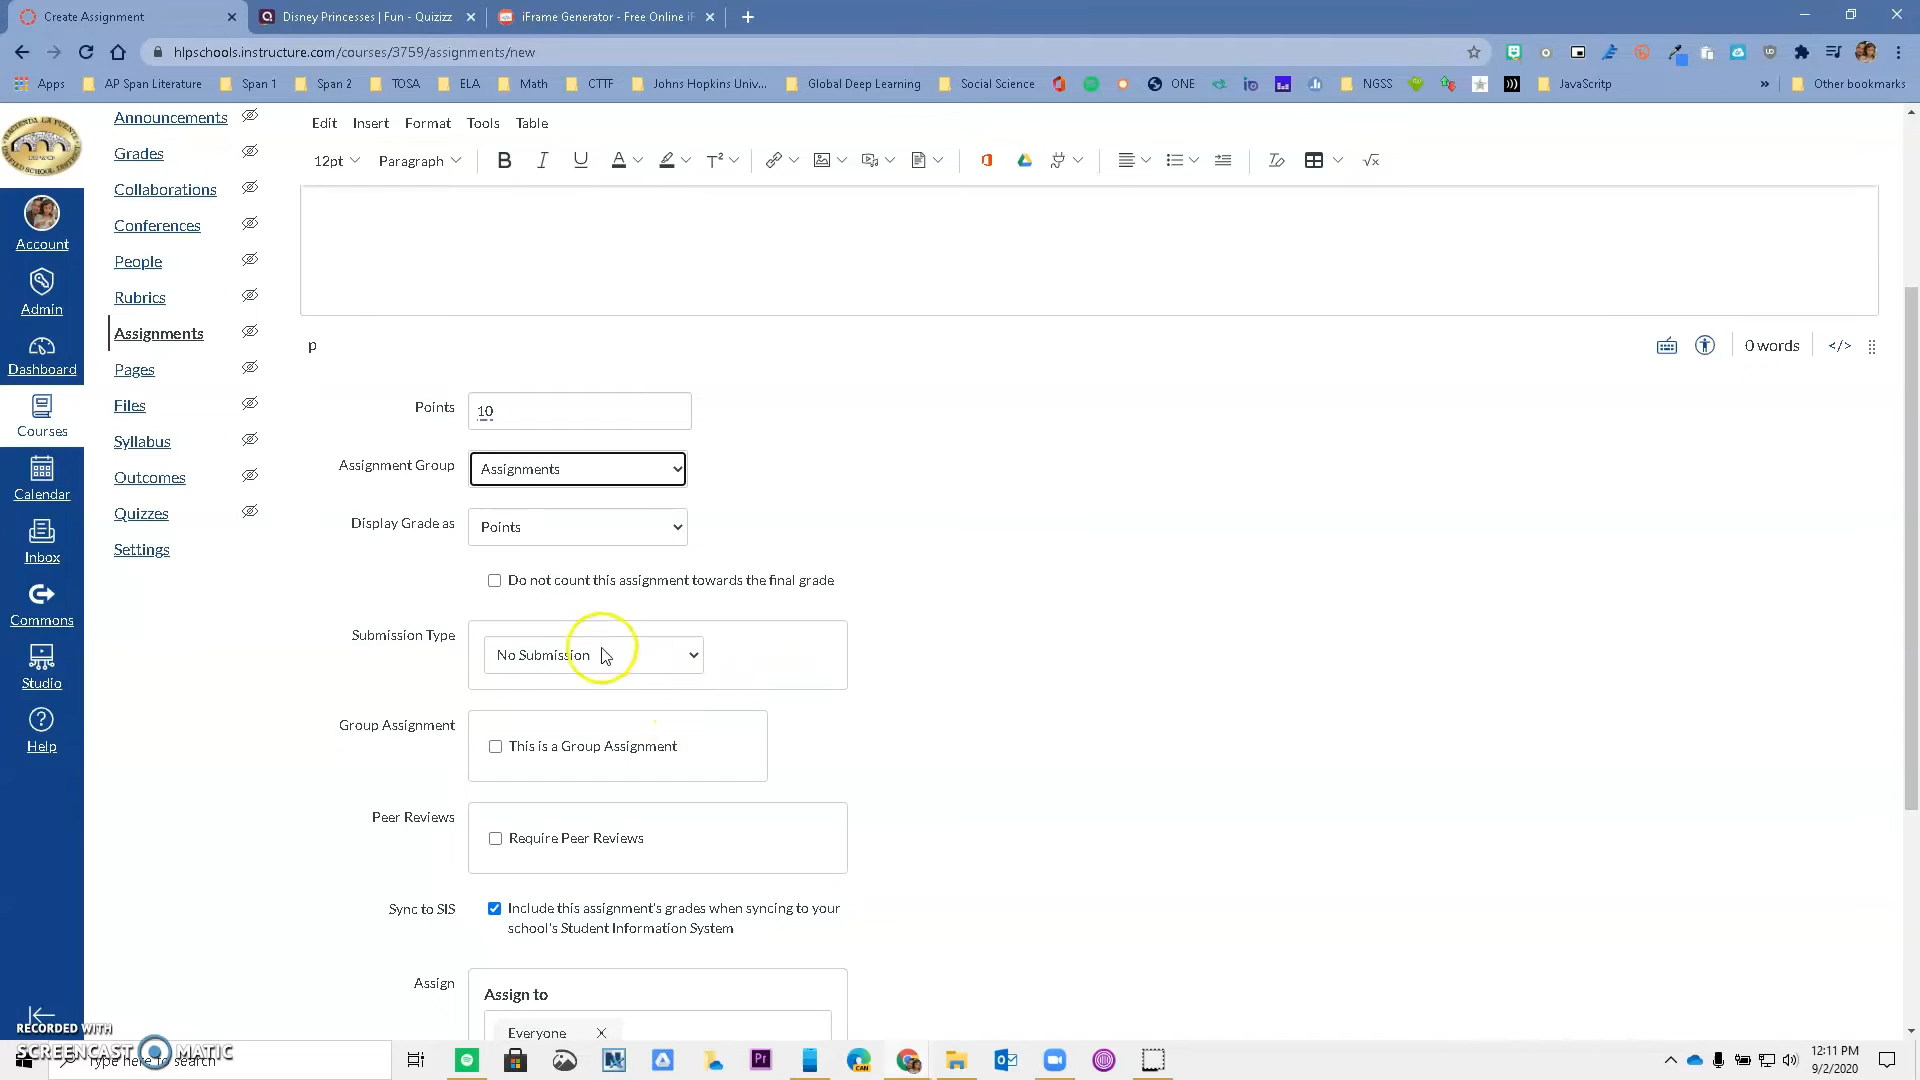 Create Assignment
Disney Princesses | Fun - Quizizz
iFrame Generator - Free Online iF
hlpschools.instructure.com/courses/3759/assignments/new
Apps
AP Span Literature
Span 1
Span 2
TOSA
ELA
Math
CTTF
Johns Hopkins Univ...
Global Deep Learning
Social Science
ONE
NGSS
JavaScritp
Other bookmarks
Announcements
Grades
Collaborations
Conferences
People
Rubrics
Assignments
Pages
Files
Syllabus
Outcomes
Quizzes
Settings
Account
Admin
Dashboard
Courses
Calendar
Inbox
Commons
Studio
Help
Edit Insert Format Tools Table
12pt Paragraph
p
0 words
</>
Points 10
Assignment Group Assignments
Display Grade as Points
Do not count this assignment towards the final grade
Submission Type No Submission
Group Assignment This is a Group Assignment
Peer Reviews Require Peer Reviews
Sync to SIS Include this assignment's grades when syncing to your
school's Student Information System
Assign Assign to
Everyone
RECORDED WITH
SCREENCAST MATIC
Type here to search
12:11 PM
9/2/2020